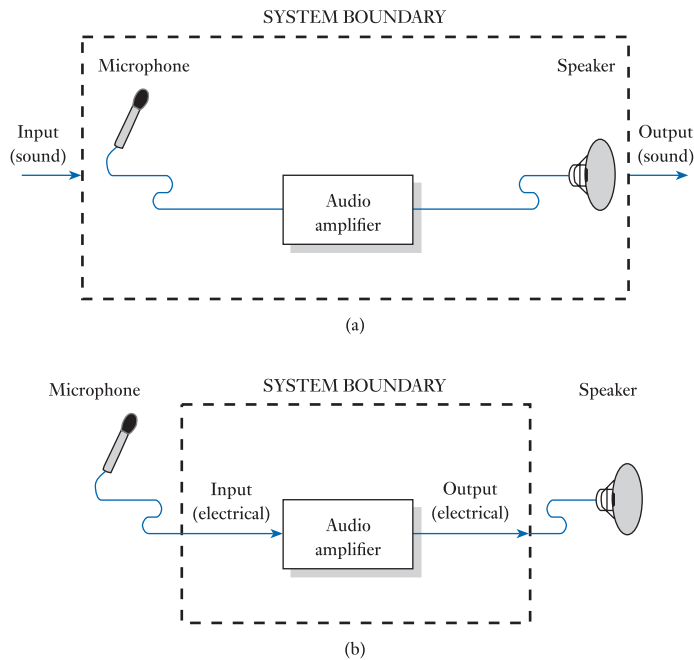 SYSTEM BOUNDARY
Microphone
Speaker
Input
(sound)
Output
(sound)
Audio
amplifier
(a)
SYSTEM BOUNDARY
Microphone
Speaker
Input
(electrical)
Output
(electrical)
Audio
amplifier
(b)